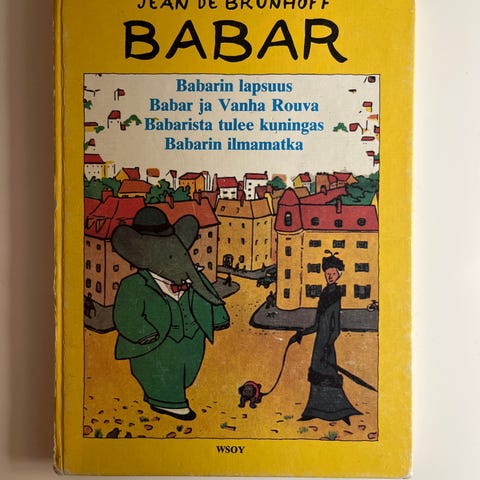 JEAN DE BRUNHOFF
BABAR
Babarin lapsuus
Babar ja Vanha Rouva
Babarista tulee kuningas
Babarin ilmamatka
WSOY